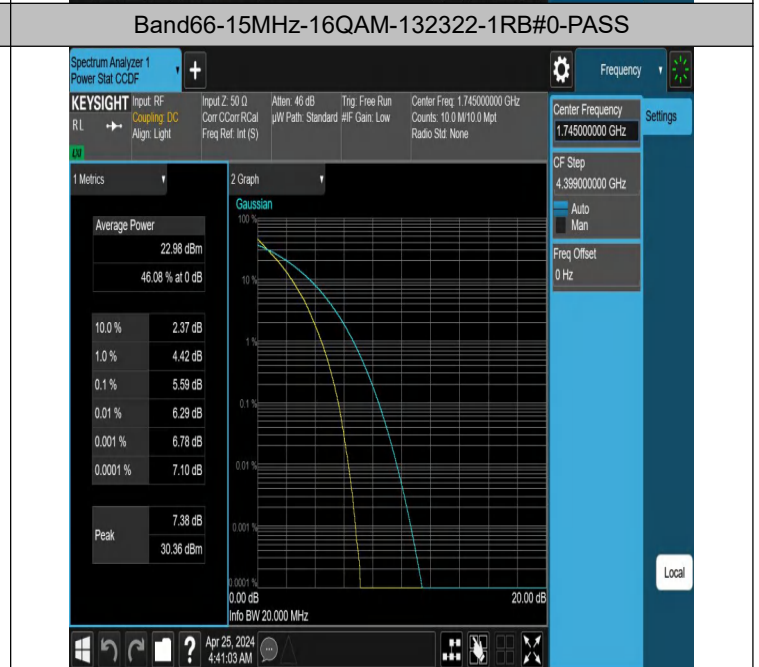 Band66-15MHz-16QAM-132322-1RB#0-PASS
Spectrum Analyzer 1
Power Stat CCDF
+
Frequency
KEYSIGHT
RL
LXI
Input: RF
Coupling: DC
Align: Light
Input Z: 50 Ω
Corr CCorr RCal
Freq Ref: Int (S)
Atten: 46 dB
µW Path: Standard
Trig: Free Run
#IF Gain: Low
Center Freq: 1.745000000 GHz
Counts: 10.0 M/10.0 Mpt
Radio Std: None
Center Frequency
1.745000000 GHz
Settings
CF Step
4.399000000 GHz
Auto
Man
Freq Offset
0 Hz
1 Metrics
Average Power
22.98 dBm
46.08 % at 0 dB
10.0 % 2.37 dB
1.0 % 4.42 dB
0.1 % 5.59 dB
0.01 % 6.29 dB
0.001 % 6.78 dB
0.0001 % 7.10 dB
Peak 7.38 dB
30.36 dBm
2 Graph
Gaussian
100 %
10 %
1 %
0.1 %
0.01 %
0.001 %
0.0001 %
0.00 dB 20.00 dB
Info BW 20.000 MHz
Local
?
Apr 25, 2024
4:41:03 AM